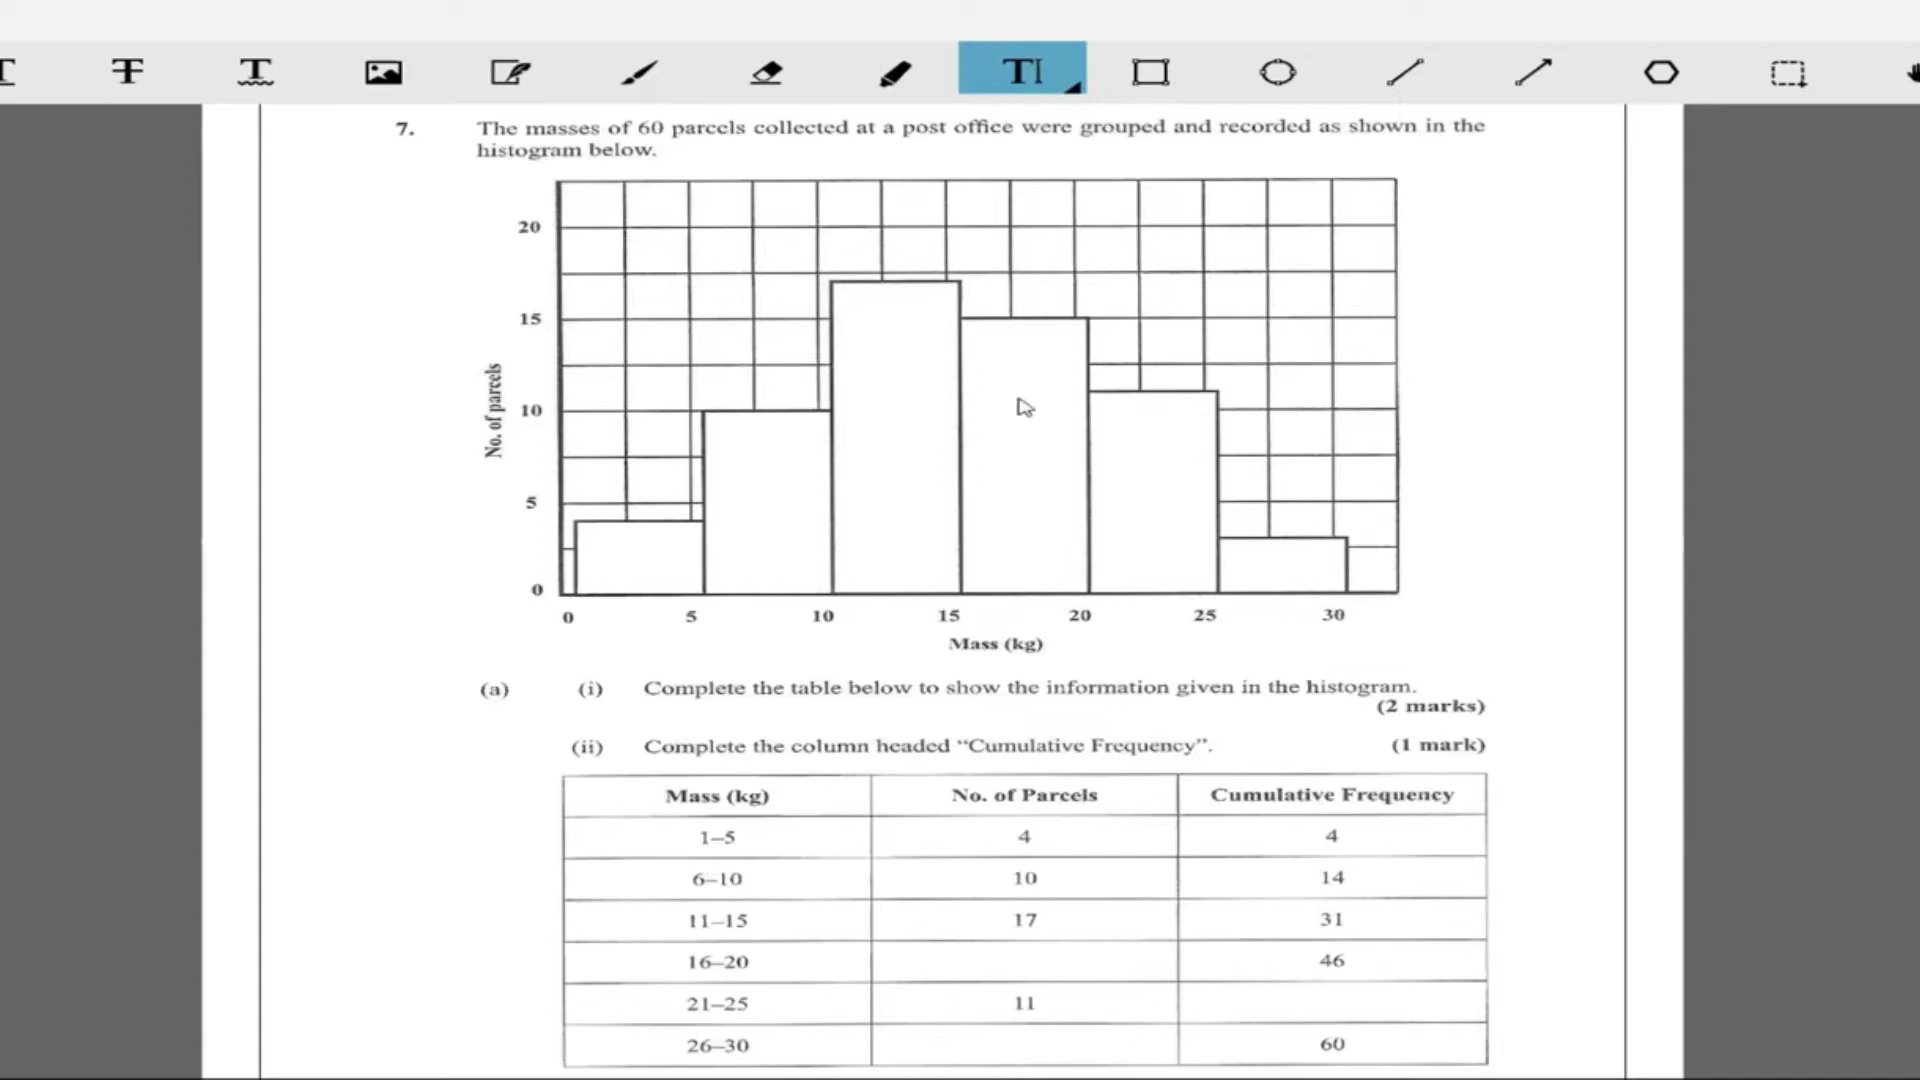 7. The masses of 60 parcels collected at a post office were grouped and recorded as shown in the
histogram below.
20
15
10
5
0
No. of parcels
0 5 10 15 20 25 30
Mass (kg)
(a) (i) Complete the table below to show the information given in the histogram.
(2 marks)
(ii) Complete the column headed “Cumulative Frequency”. (1 mark)
Mass (kg) No. of Parcels Cumulative Frequency
1–5 4 4
6–10 10 14
11–15 17 31
16–20 46
21–25 11
26–30 60